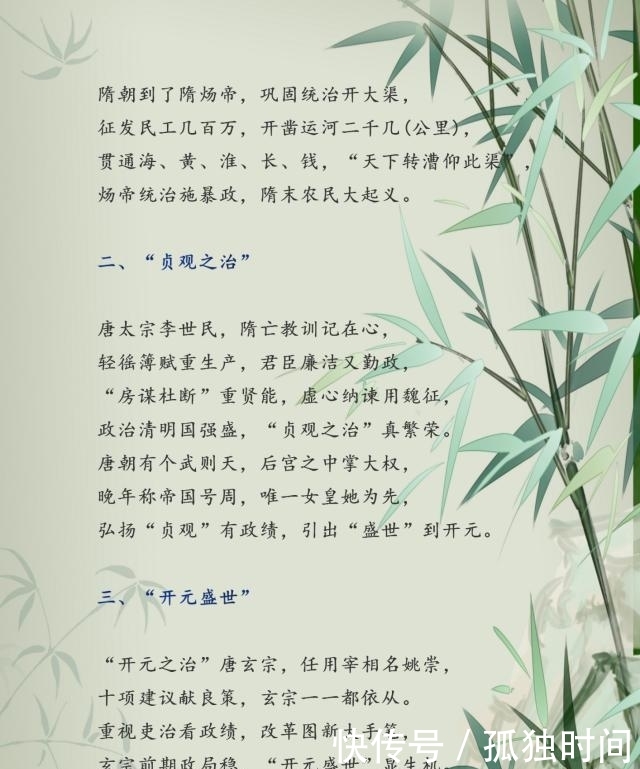 隋朝到了隋炀帝，巩固统治开大渠，
征发民工几百万，开凿运河二千几(公里)，
贯通海、黄、淮、长、钱，“天下转漕仰此渠”，
炀帝统治施暴政，隋末农民大起义。
二、“贞观之治”
唐太宗李世民，隋亡教训记在心，
轻徭簿赋重生产，君臣廉洁又勤政，
“房谋杜断”重贤能，虚心纳谏用魏征，
政治清明国强盛，“贞观之治”真繁荣。
唐朝有个武则天，后宫之中掌大权，
晚年称帝国号周，唯一女皇她为先，
弘扬“贞观”有政绩，引出“盛世”到开元。
三、“开元盛世”
“开元之治”唐玄宗，任用宰相名姚崇，
十项建议献良策，玄宗一一都依从。
重视吏治看政绩，改革图新大手笔，
玄宗前期政局稳，“开元盛世”显生机。
快传号 / 孤独时间